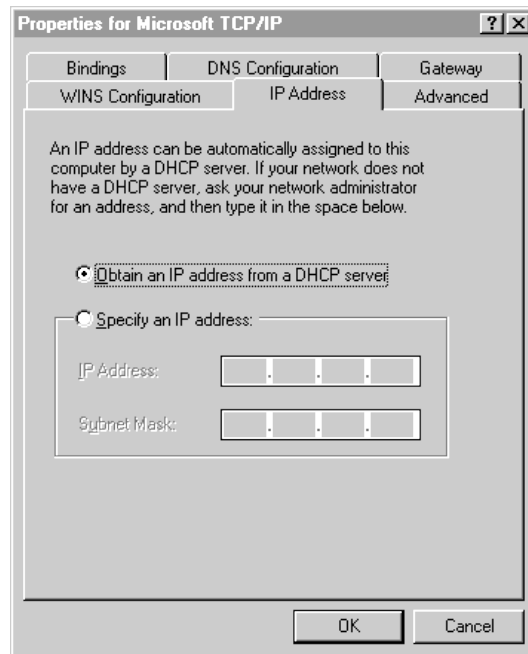 Properties for Microsoft TCP/IP
Bindings
DNS Configuration
Gateway
WINS Configuration
IP Address
Advanced
An IP address can be automatically assigned to this
computer by a DHCP server. If your network does not
have a DHCP server, ask your network administrator
for an address, and then type it in the space below.
Obtain an IP address from a DHCP server
Specify an IP address:
IP Address:
Subnet Mask:
OK
Cancel